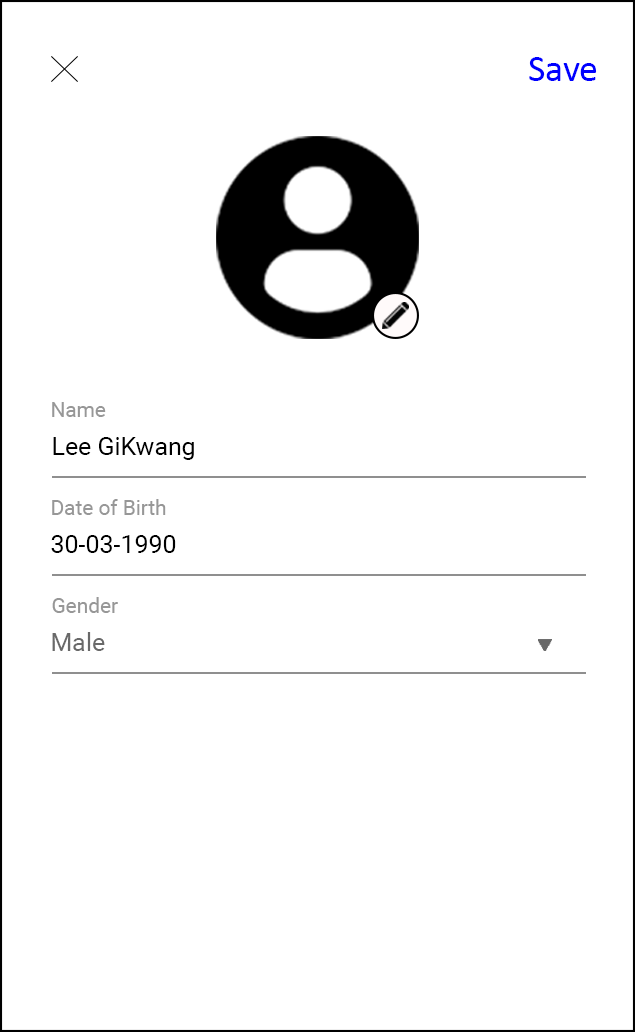 Save
Name
Lee GiKwang
Date of Birth
30-03-1990
Gender
Male